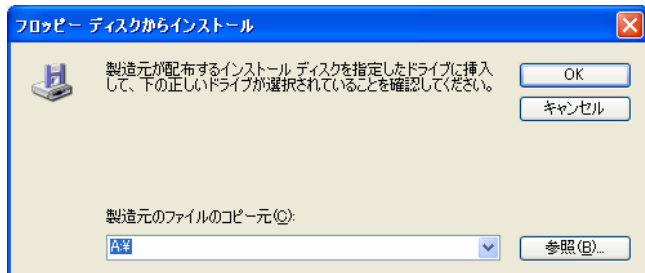 フロッピー ディスクからインストール
製造元が配布するインストール ディスクを指定したドライブに挿入
して、下の正しいドライブが選択されていることを確認してください。
OK
キャンセル
製造元のファイルのコピー元(C):
A:¥
参照(B)...